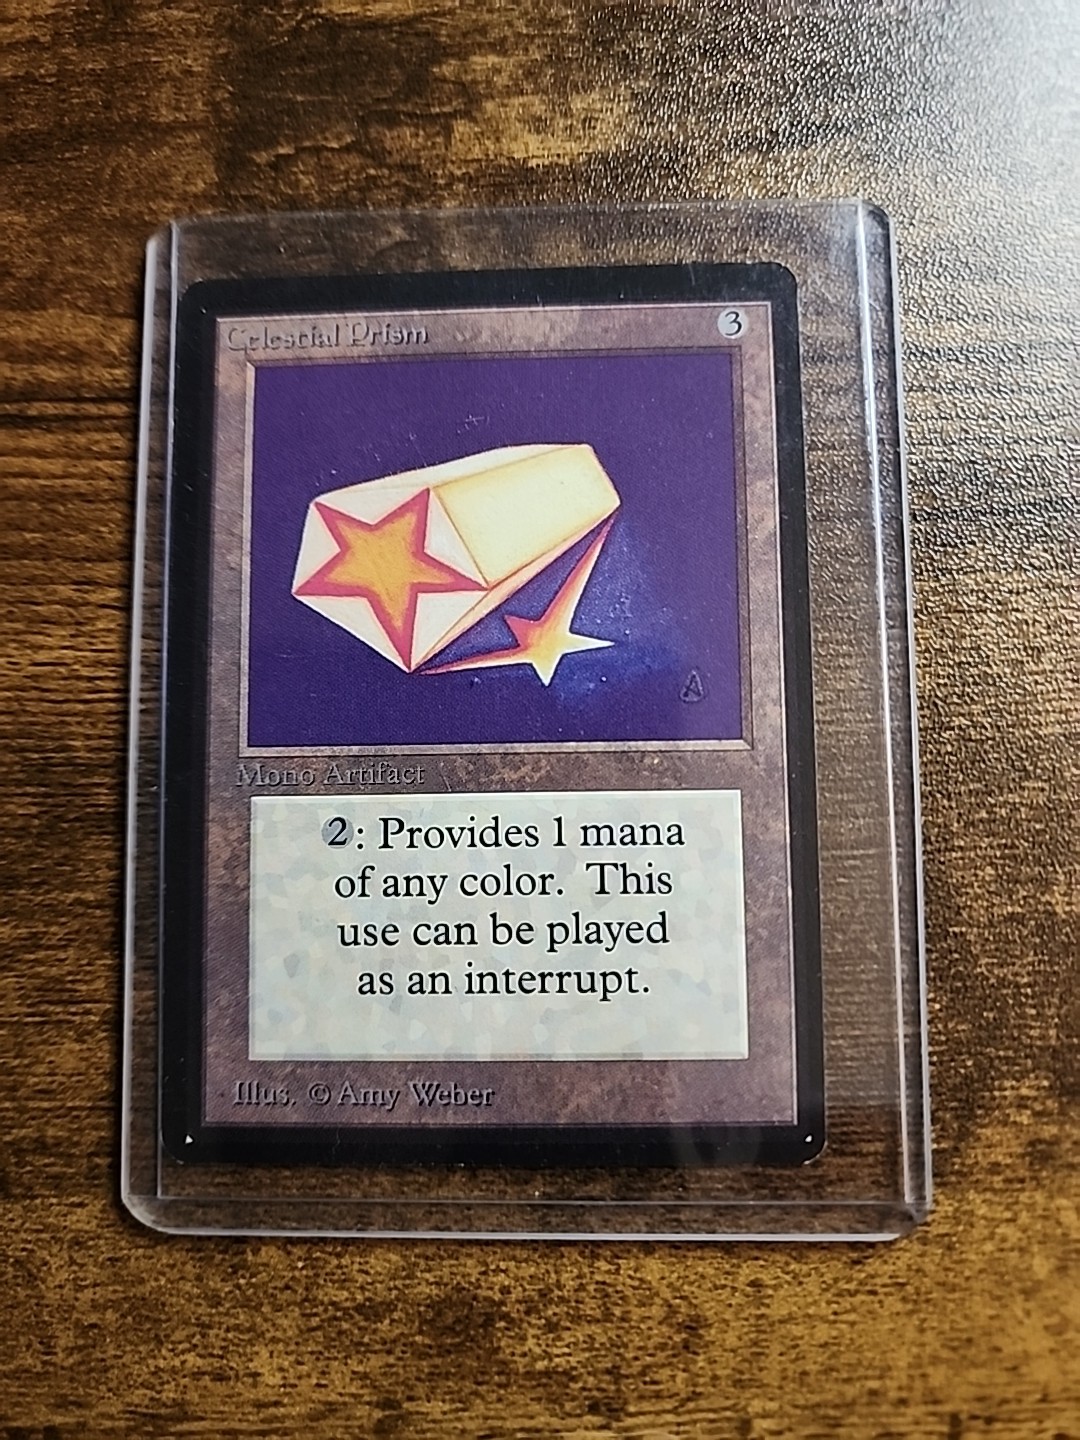 Celestial Prism 3
A
Mono Artifact
2: Provides 1 mana
of any color. This
use can be played
as an interrupt.
Illus. © Amy Weber